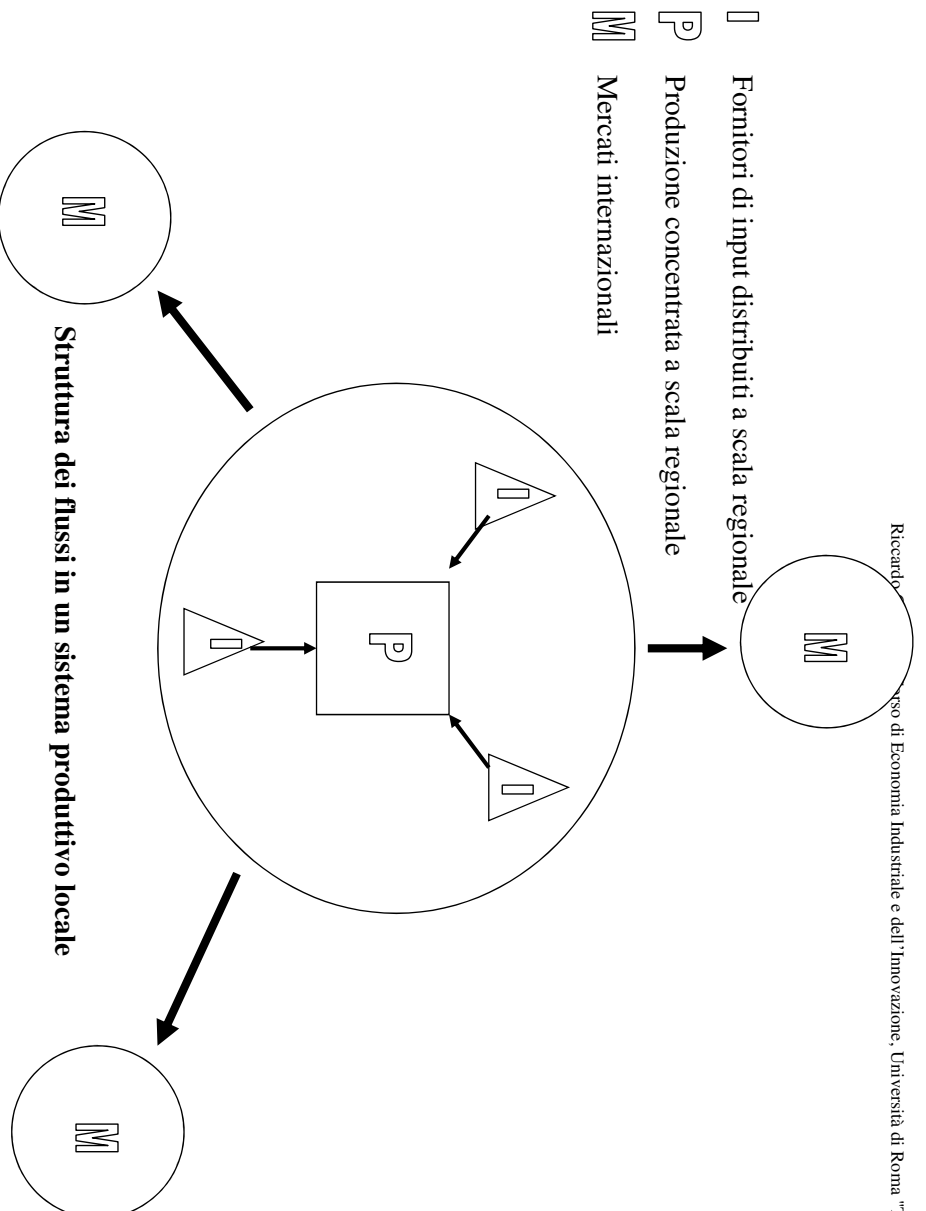 Riccardo di Economia Industriale e dell'Innovazione, Università di Roma "
M
I Fornitori di input distribuiti a scala regionale
P Produzione concentrata a scala regionale
M Mercati internazionali
I
I
P
I
M
M
Struttura dei flussi in un sistema produttivo locale